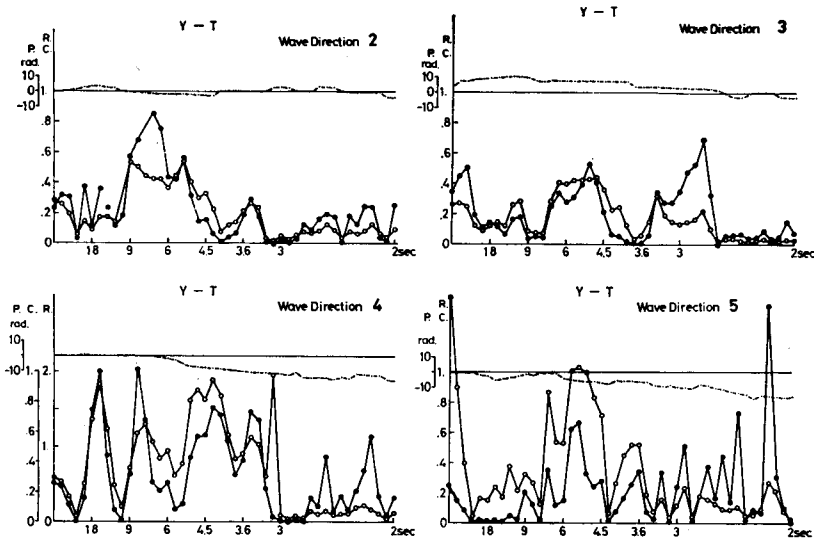 Y – T
Wave Direction 2
R.
P. C.
rad.
10
0 1.
-10
.8
.6
.4
.2
0
18 9 6 4.5 3.6 3 2sec
Y – T
Wave Direction 3
R.
P. C.
rad.
10
0 1.
-10
.8
.6
.4
.2
0
18 9 6 4.5 3.6 3 2sec
Y – T
Wave Direction 4
P. C. R.
rad.
10
-10 1. 2.
.8
.6
.4 1
.2
0 0
18 9 6 4.5 3.6 3 2sec
Y – T
Wave Direction 5
R.
P. C.
rad.
10
0 1.
-10
.8
.6
.4
.2
0
18 9 6 4.5 3.6 3 2sec